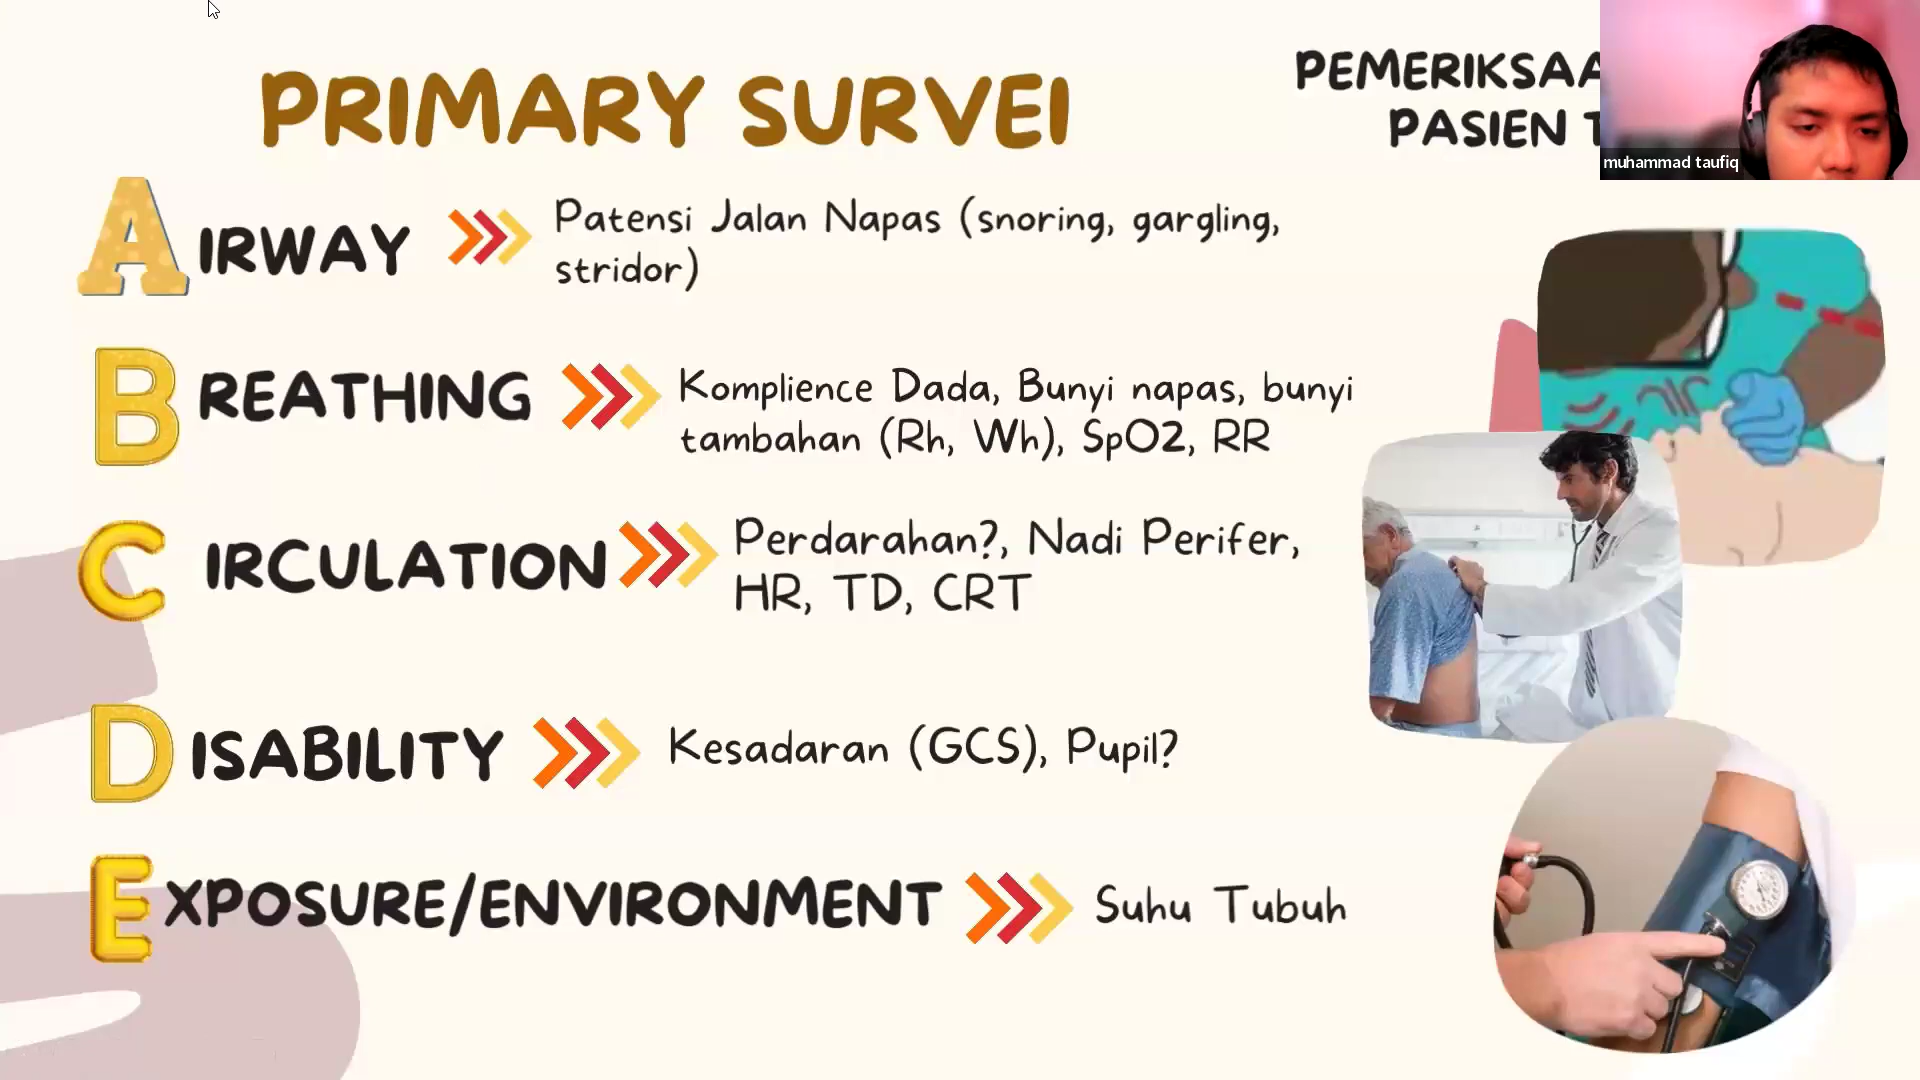 PRIMARY SURVEI
PEMERIKSAA
PASIEN T
muhammad taufiq
AIRWAY
Patensi Jalan Napas (snoring, gargling,
stridor)
BREATHING
Komplience Dada, Bunyi napas, bunyi
tambahan (Rh, Wh), SpO2, RR
CIRCULATION
Perdarahan?, Nadi Perifer,
HR, TD, CRT
DISABILITY
Kesadaran (GCS), Pupil?
EXPOSURE/ENVIRONMENT
Suhu Tubuh